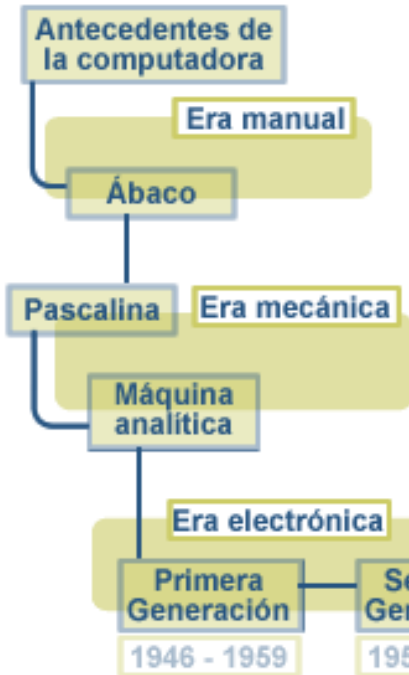 Antecedentes de
la computadora
Era manual
Ábaco
Pascalina
Era mecánica
Máquina
analítica
Era electrónica
Primera
Generación
1946 - 1959